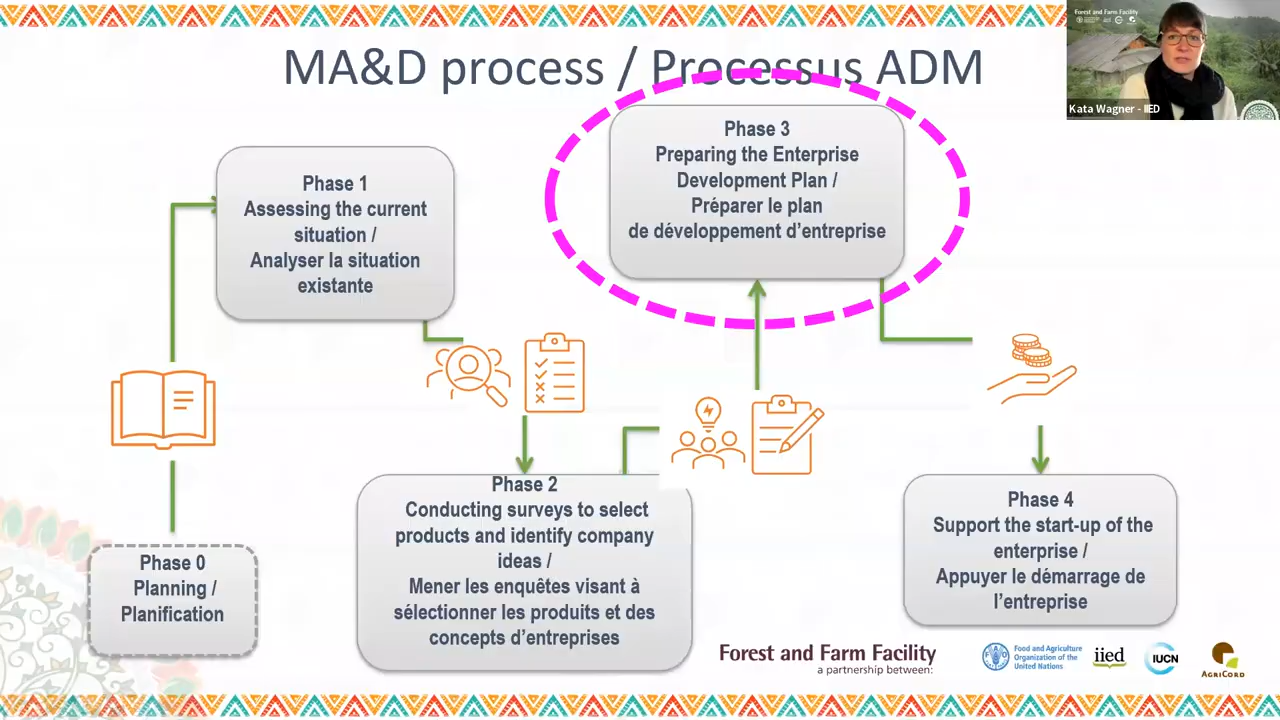 MA&D process / Processus ADM
Forest and Farm Facility
Kata Wagner - IIED
Phase 3
Preparing the Enterprise
Development Plan /
Préparer le plan
de développement d'entreprise
Phase 1
Assessing the current
situation /
Analyser la situation
existante
Phase 2
Conducting surveys to select
products and identify company
ideas /
Mener les enquêtes visant à
sélectionner les produits et des
concepts d'entreprises
Phase 4
Support the start-up of the
enterprise /
Appuyer le démarrage de
l'entreprise
Phase 0
Planning /
Planification
Forest and Farm Facility
a partnership between:
Food and Agriculture
Organization of the
United Nations
iied
IUCN
AGRICORD